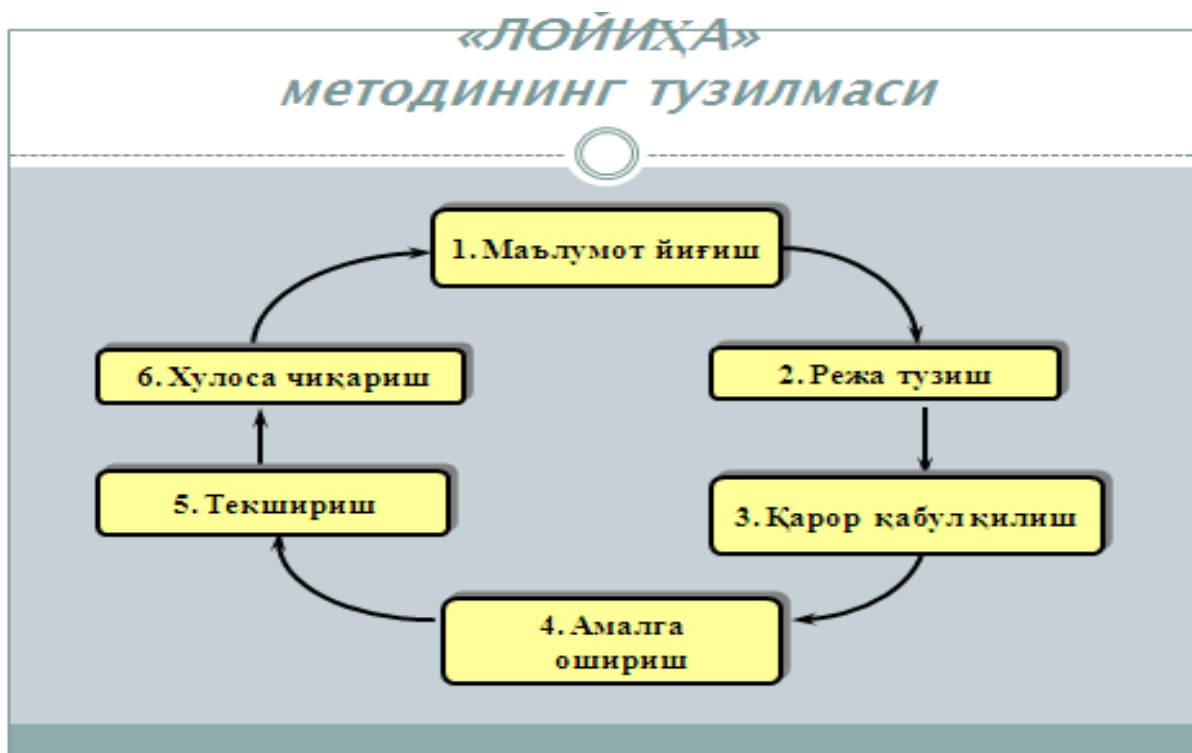 «ЛОЙИҲА»
методининг тузилмаси
1. Маълумот йиғиш
2. Режа тузиш
3. Қарор қабул қилиш
4. Амалга
ошириш
5. Текшириш
6. Хулоса чиқариш